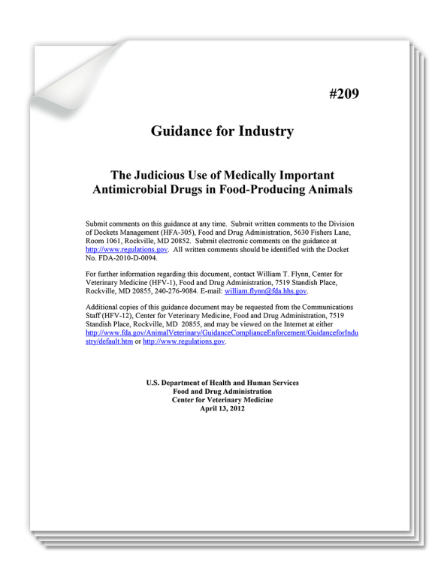 #209
Guidance for Industry
The Judicious Use of Medically Important
Antimicrobial Drugs in Food-Producing Animals
Submit comments on this guidance at any time.  Submit written comments to the Division
of Dockets Management (HFA-305), Food and Drug Administration, 5630 Fishers Lane,
Room 1061, Rockville, MD 20852.  Submit electronic comments on the guidance at
http://www.regulations.gov.  All written comments should be identified with the Docket
No. FDA-2010-D-0094.
For further information regarding this document, contact William T. Flynn, Center for
Veterinary Medicine (HFV-1), Food and Drug Administration, 7519 Standish Place,
Rockville, MD 20855, 240-276-9084. E-mail: william.flynn@fda.hhs.gov.
Additional copies of this guidance document may be requested from the Communications
Staff (HFV-12), Center for Veterinary Medicine, Food and Drug Administration, 7519
Standish Place, Rockville, MD  20855, and may be viewed on the Internet at either
http://www.fda.gov/AnimalVeterinary/GuidanceComplianceEnforcement/GuidanceforIndu
stry/default.htm or http://www.regulations.gov.
U.S. Department of Health and Human Services
Food and Drug Administration
Center for Veterinary Medicine
April 13, 2012